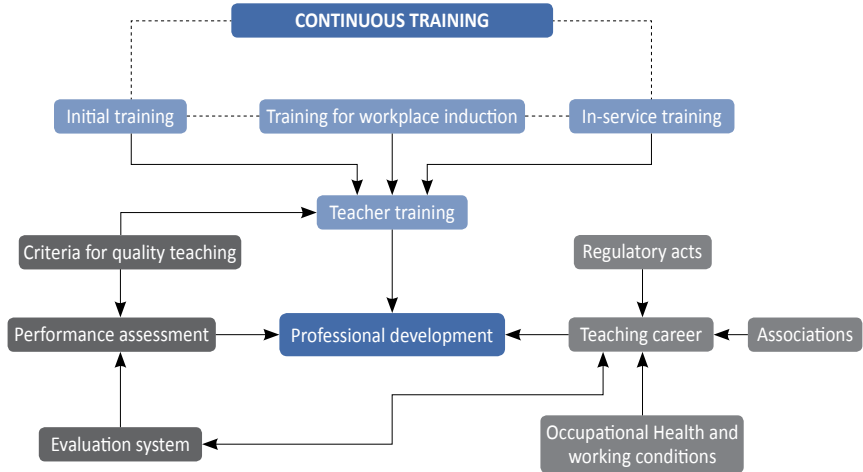 CONTINUOUS TRAINING
Initial training
Training for workplace induction
In-service training
Teacher training
Criteria for quality teaching
Regulatory acts
Performance assessment
Professional development
Teaching career
Associations
Evaluation system
Occupational Health and
working conditions